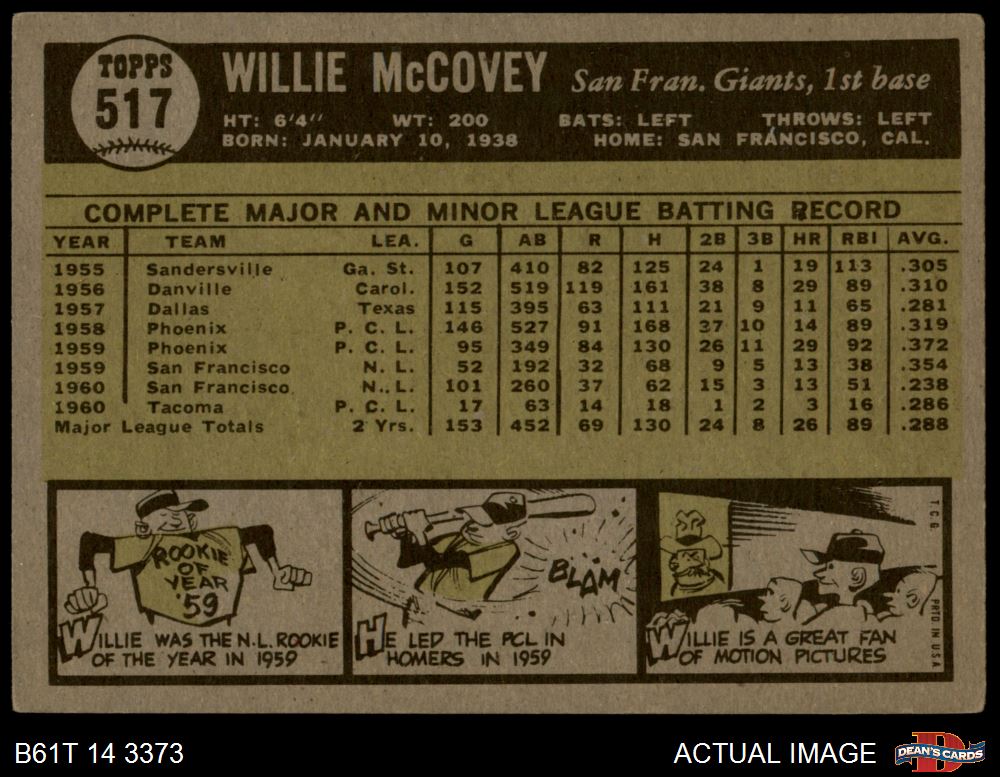 TOPPS
517
WILLIE McCOVEY San Fran. Giants, 1st base
HT: 6'4" WT: 200 BATS: LEFT THROWS: LEFT
BORN: JANUARY 10, 1938 HOME: SAN FRANCISCO, CAL.
COMPLETE MAJOR AND MINOR LEAGUE BATTING RECORD
YEAR TEAM LEA. G AB R H 2B 3B HR RBI AVG.
1955 Sandersville Ga. St. 107 410 82 125 24 1 19 113 .305
1956 Danville Carol. 152 519 119 161 38 8 29 89 .310
1957 Dallas Texas 115 395 63 111 21 9 11 65 .281
1958 Phoenix P. C. L. 146 527 91 168 37 10 14 89 .319
1959 Phoenix P. C. L. 95 349 84 130 26 11 29 92 .372
1959 San Francisco N. L. 52 192 32 68 9 5 13 38 .354
1960 San Francisco N. L. 101 260 37 62 15 3 13 51 .238
1960 Tacoma P. C. L. 17 63 14 18 1 2 3 16 .286
Major League Totals 2 Yrs. 153 452 69 130 24 8 26 89 .288
ROOKIE
OF
YEAR
'59
WILLIE WAS THE N.L. ROOKIE
OF THE YEAR IN 1959
BLAM
HE LED THE PCL IN
HOMERS IN 1959
WILLIE IS A GREAT FAN
OF MOTION PICTURES
T.C.G.
PRTD IN USA
B61T 14 3373 ACTUAL IMAGE
D
DEAN'S CARDS